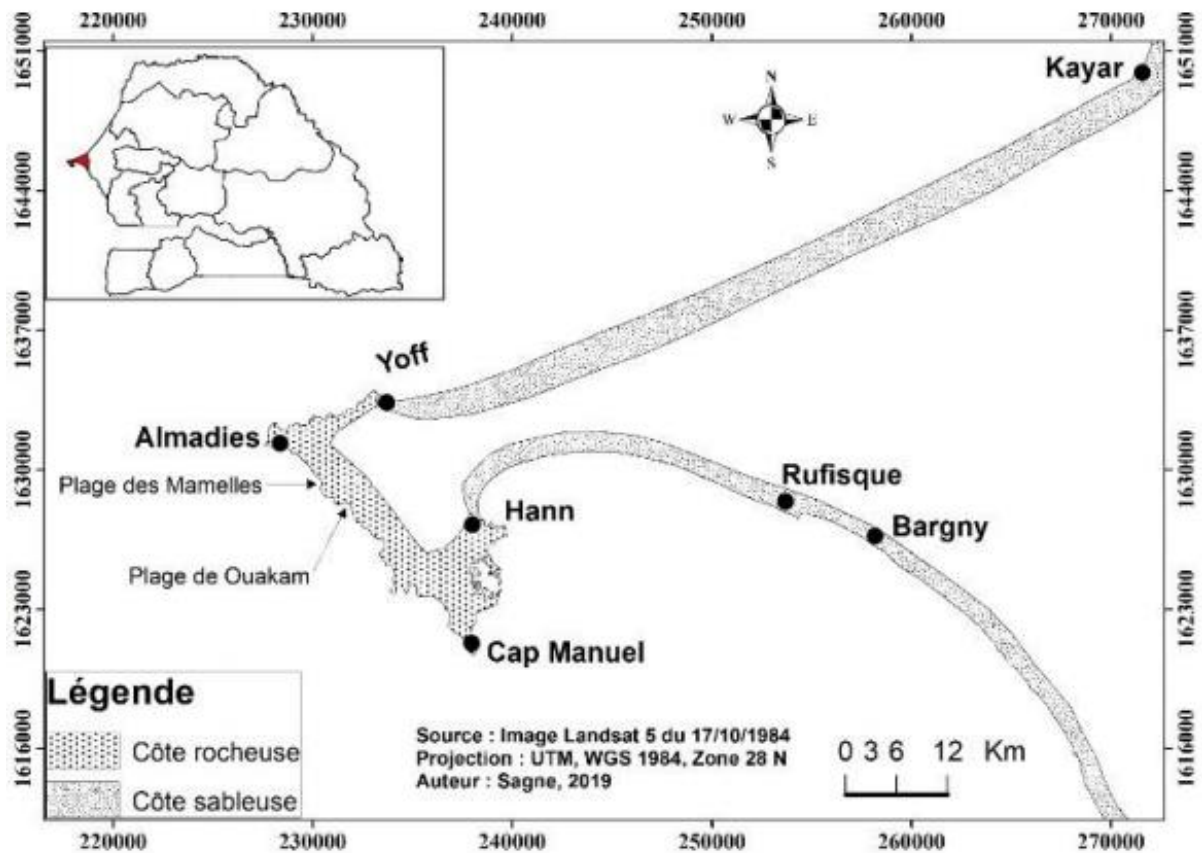 220000 230000 240000 250000 260000 270000
1651000 1651000
Kayar
N
W E
S
1644000 1644000
1637000 1637000
Yoff
Almadies
1630000 1630000
Plage des Mamelles
Rufisque
Hann
Bargny
Plage de Ouakam
1623000 1623000
Cap Manuel
Légende
Côte rocheuse
Côte sableuse
Source : Image Landsat 5 du 17/10/1984
Projection : UTM, WGS 1984, Zone 28 N
Auteur : Sagne, 2019
0 3 6 12 Km
1616000 1616000
220000 230000 240000 250000 260000 270000